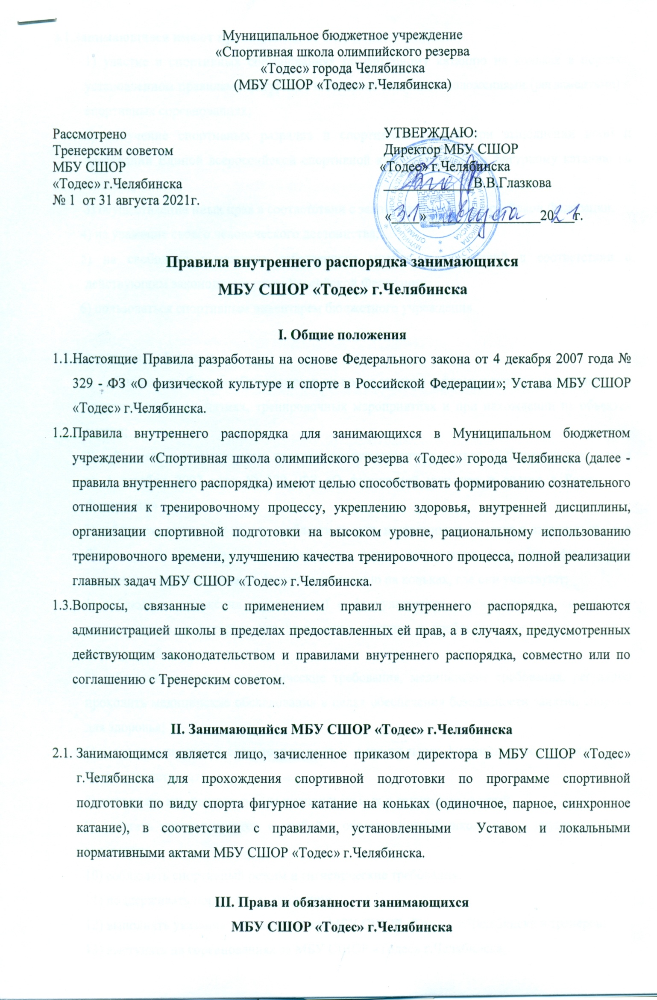 Муниципальное бюджетное учреждение
«Спортивная школа олимпийского резерва
«Тодес» города Челябинска
(МБУ СШОР «Тодес» г.Челябинска)
Рассмотрено
Тренерским советом
МБУ СШОР
«Тодес» г.Челябинска
№ 1 от 31 августа 2021г.
УТВЕРЖДАЮ:
Директор МБУ СШОР
«Тодес» г.Челябинска
____________В.В.Глазкова
«31» августа 2021г.
Правила внутреннего распорядка занимающихся
МБУ СШОР «Тодес» г.Челябинска
I. Общие положения
1.1.Настоящие Правила разработаны на основе Федерального закона от 4 декабря 2007 года №
329 - ФЗ «О физической культуре и спорте в Российской Федерации»; Устава МБУ СШОР
«Тодес» г.Челябинска.
1.2.Правила внутреннего распорядка для занимающихся в Муниципальном бюджетном
учреждении «Спортивная школа олимпийского резерва «Тодес» города Челябинска (далее -
правила внутреннего распорядка) имеют целью способствовать формированию сознательного
отношения к тренировочному процессу, укреплению здоровья, внутренней дисциплины,
организации спортивной подготовки на высоком уровне, рациональному использованию
тренировочного времени, улучшению качества тренировочного процесса, полной реализации
главных задач МБУ СШОР «Тодес» г.Челябинска.
1.3.Вопросы, связанные с применением правил внутреннего распорядка, решаются
администрацией школы в пределах предоставленных ей прав, а в случаях, предусмотренных
действующим законодательством и правилами внутреннего распорядка, совместно или по
соглашению с Тренерским советом.
II. Занимающийся МБУ СШОР «Тодес» г.Челябинска
2.1. Занимающимся является лицо, зачисленное приказом директора в МБУ СШОР «Тодес»
г.Челябинска для прохождения спортивной подготовки по программе спортивной
подготовки по виду спорта фигурное катание на коньках (одиночное, парное, синхронное
катание), в соответствии с правилами, установленными Уставом и локальными
нормативными актами МБУ СШОР «Тодес» г.Челябинска.
III. Права и обязанности занимающихся
МБУ СШОР «Тодес» г.Челябинска